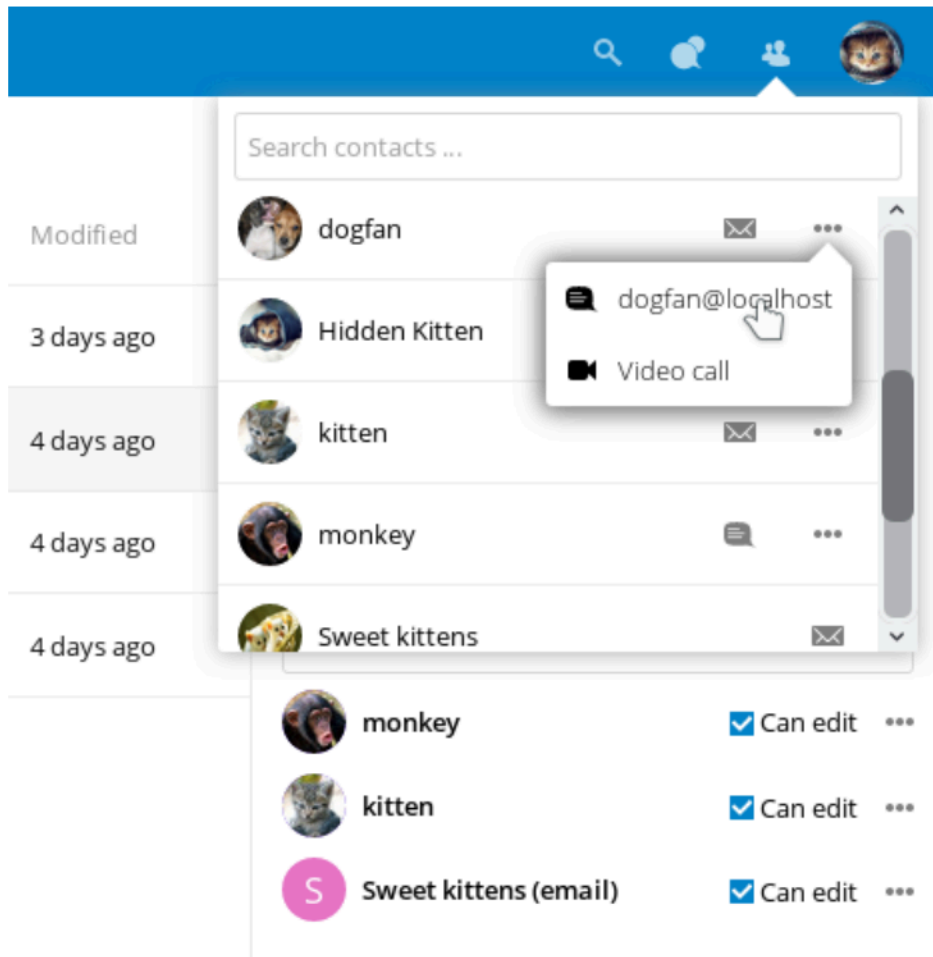 Search contacts ...
Modified
dogfan
dogfan@localhost
3 days ago
Hidden Kitten
Video call
4 days ago
kitten
4 days ago
monkey
4 days ago
Sweet kittens
monkey
Can edit
kitten
Can edit
S
Sweet kittens (email)
Can edit